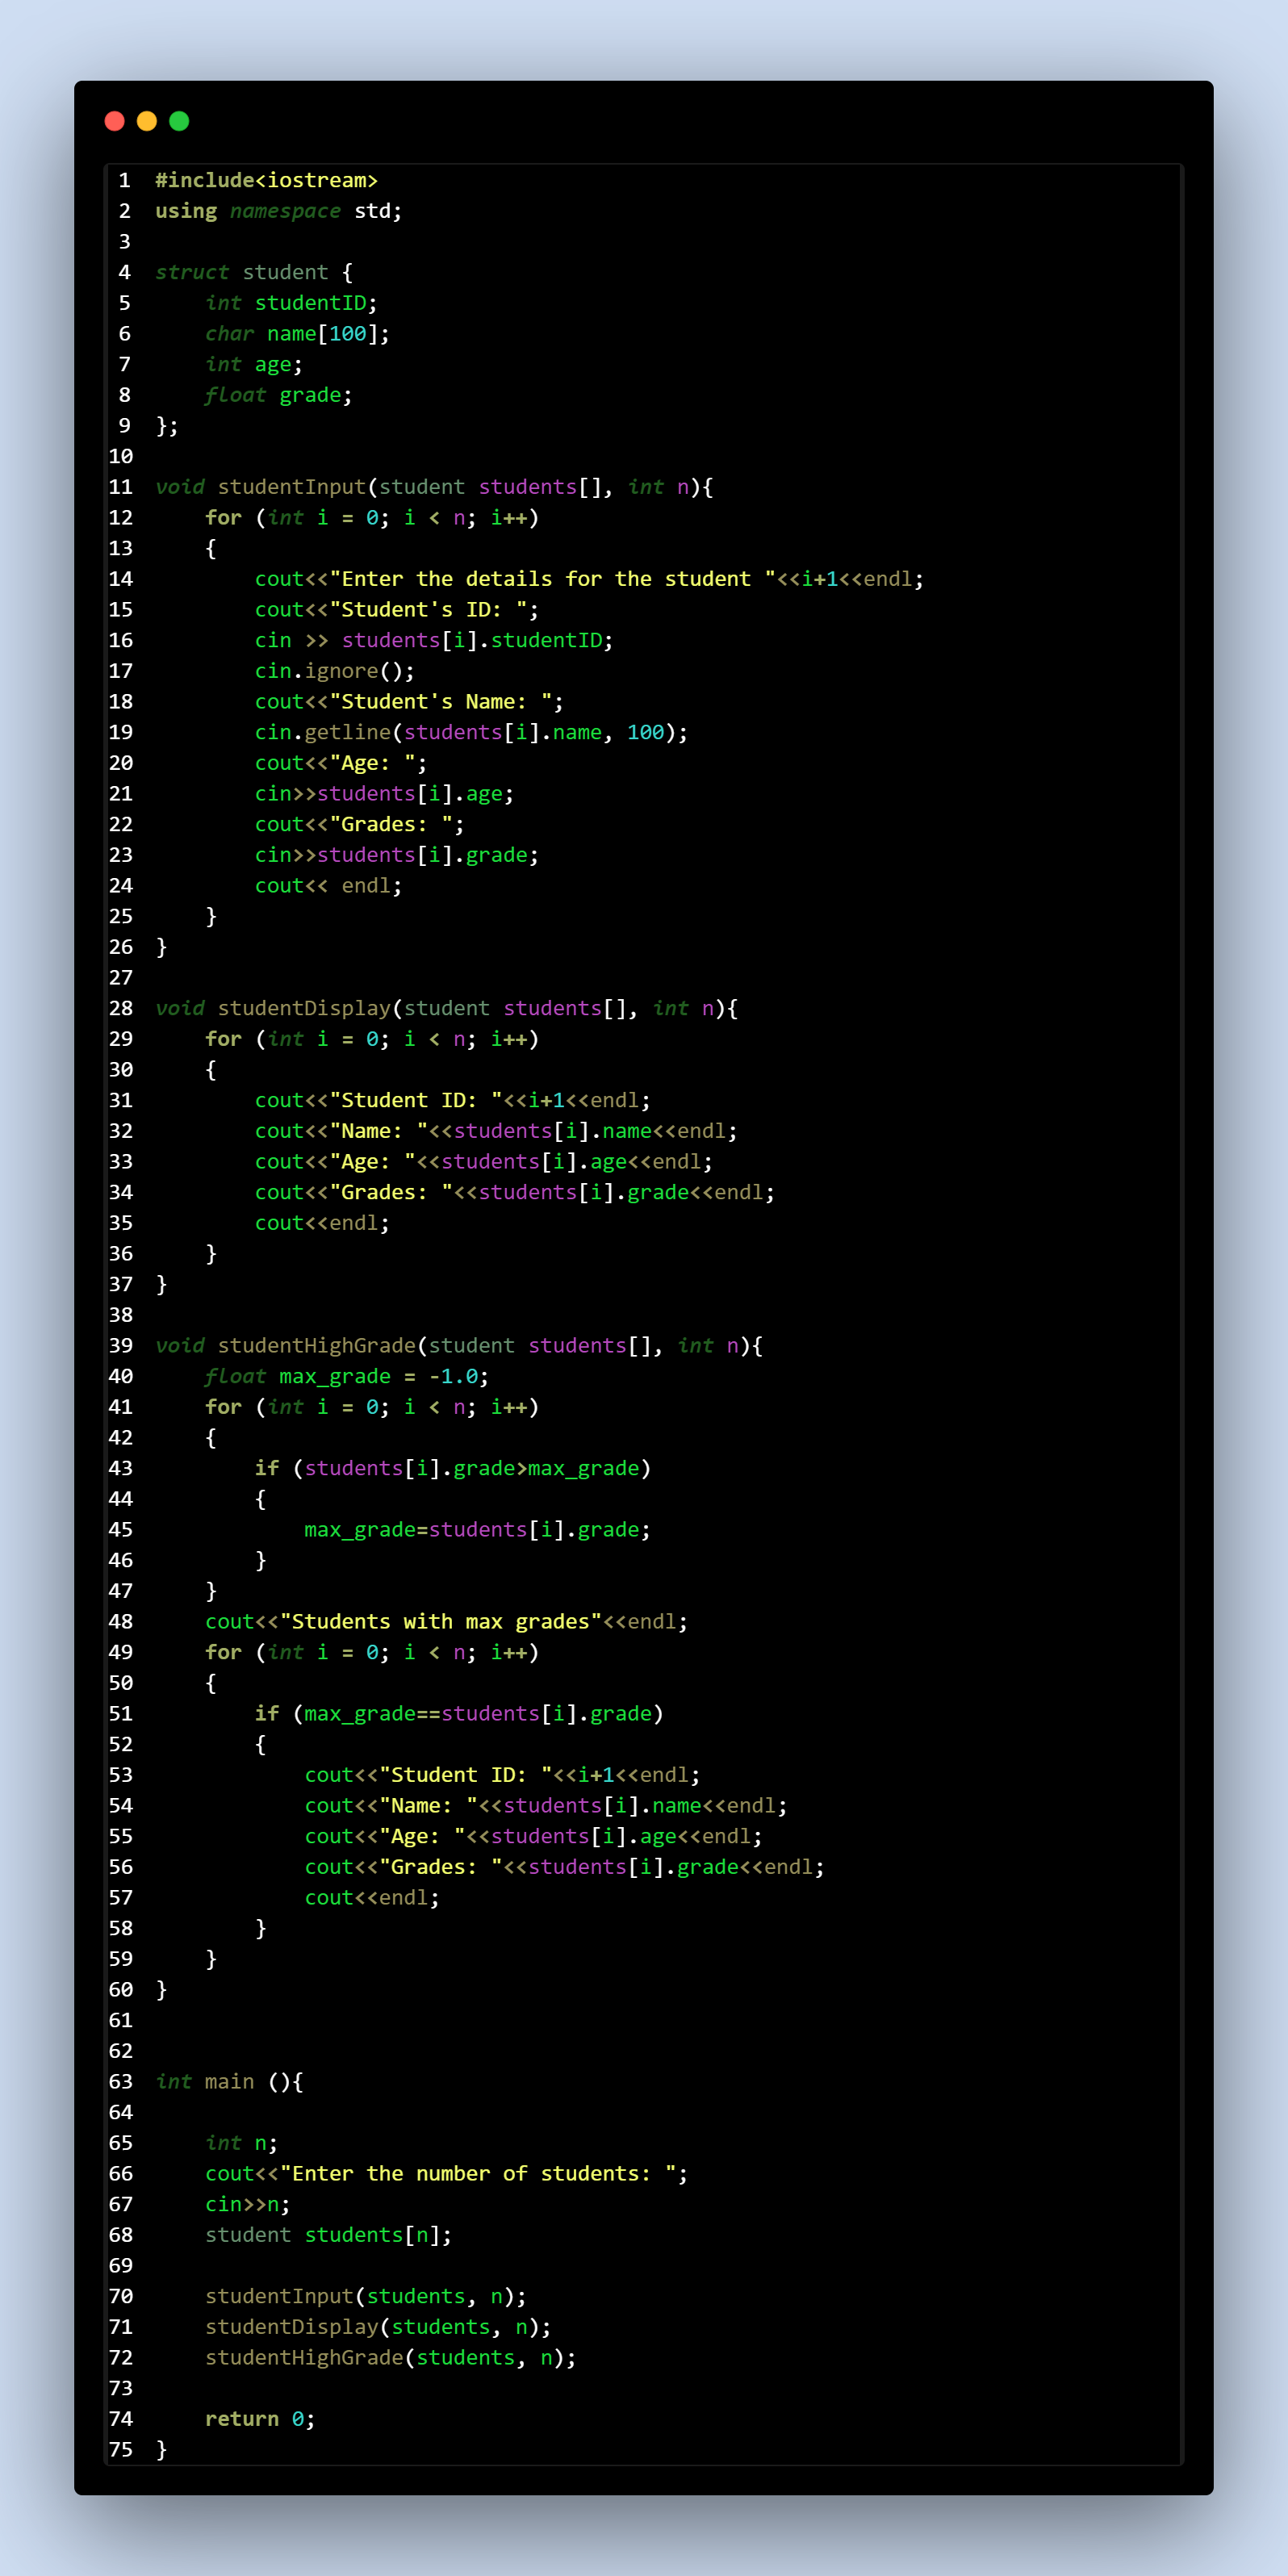 1 #include<iostream>
2 using namespace std;
3
4 struct student {
5     int studentID;
6     char name[100];
7     int age;
8     float grade;
9 };
10
11 void studentInput(student students[], int n){
12     for (int i = 0; i < n; i++)
13     {
14         cout<<"Enter the details for the student "<<i+1<<endl;
15         cout<<"Student's ID: ";
16         cin >> students[i].studentID;
17         cin.ignore();
18         cout<<"Student's Name: ";
19         cin.getline(students[i].name, 100);
20         cout<<"Age: ";
21         cin>>students[i].age;
22         cout<<"Grades: ";
23         cin>>students[i].grade;
24         cout<< endl;
25     }
26 }
27
28 void studentDisplay(student students[], int n){
29     for (int i = 0; i < n; i++)
30     {
31         cout<<"Student ID: "<<i+1<<endl;
32         cout<<"Name: "<<students[i].name<<endl;
33         cout<<"Age: "<<students[i].age<<endl;
34         cout<<"Grades: "<<students[i].grade<<endl;
35         cout<<endl;
36     }
37 }
38
39 void studentHighGrade(student students[], int n){
40     float max_grade = -1.0;
41     for (int i = 0; i < n; i++)
42     {
43         if (students[i].grade>max_grade)
44         {
45             max_grade=students[i].grade;
46         }
47     }
48     cout<<"Students with max grades"<<endl;
49     for (int i = 0; i < n; i++)
50     {
51         if (max_grade==students[i].grade)
52         {
53             cout<<"Student ID: "<<i+1<<endl;
54             cout<<"Name: "<<students[i].name<<endl;
55             cout<<"Age: "<<students[i].age<<endl;
56             cout<<"Grades: "<<students[i].grade<<endl;
57             cout<<endl;
58         }
59     }
60 }
61
62
63 int main (){
64
65     int n;
66     cout<<"Enter the number of students: ";
67     cin>>n;
68     student students[n];
69
70     studentInput(students, n);
71     studentDisplay(students, n);
72     studentHighGrade(students, n);
73
74     return 0;
75 }